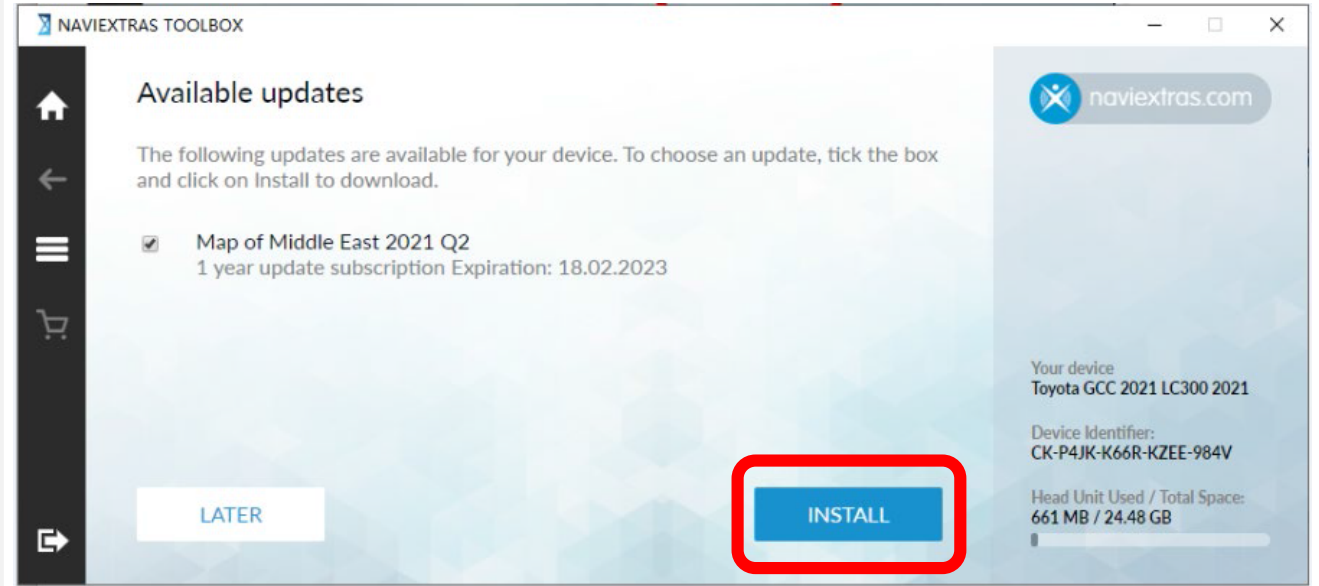 NAVIEXTRAS TOOLBOX
Available updates
naviextras.com
The following updates are available for your device. To choose an update, tick the box
and click on Install to download.
Map of Middle East 2021 Q2
1 year update subscription Expiration: 18.02.2023
Your device
Toyota GCC 2021 LC300 2021
Device Identifier:
CK-P4JK-K66R-KZEE-984V
Head Unit Used / Total Space:
661 MB / 24.48 GB
LATER
INSTALL